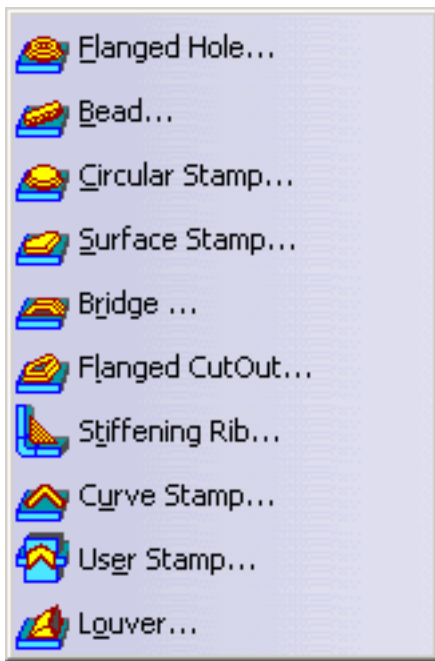 Flanged Hole...
Bead...
Circular Stamp...
Surface Stamp...
Bridge ...
Flanged CutOut...
Stiffening Rib...
Curve Stamp...
User Stamp...
Louver...